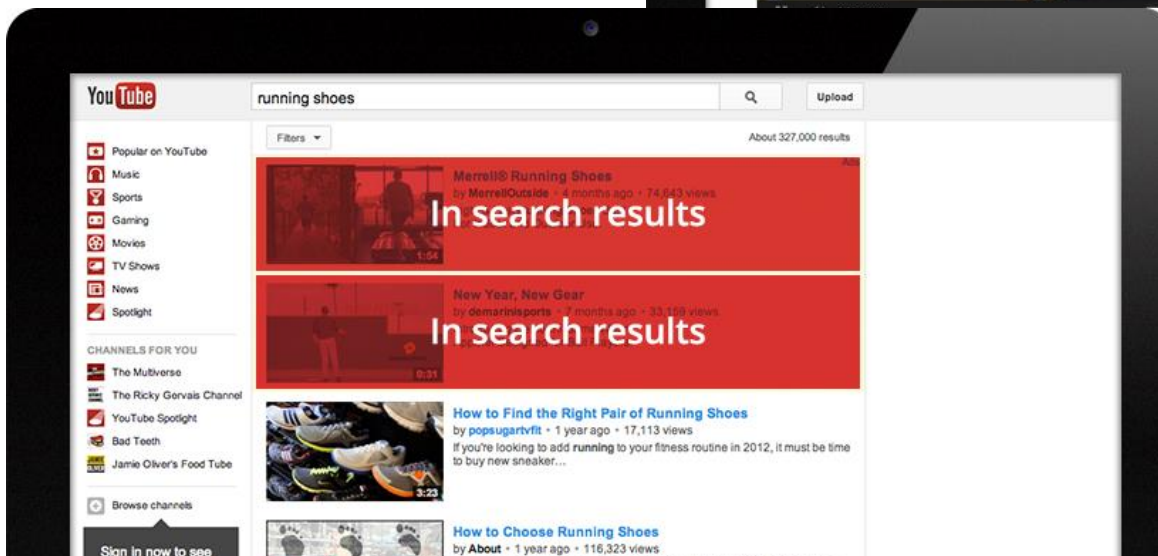 YouTube
running shoes
Upload
Filters
About 327,000 results
Popular on YouTube
Music
Sports
Gaming
Movies
TV Shows
News
Spotlight
CHANNELS FOR YOU
The Multiverse
The Ricky Gervais Channel
YouTube Spotlight
Bad Teeth
Jamie Oliver's Food Tube
Browse channels
Sign in now to see
Ads
Merrell® Running Shoes
by MerrellOutside • 4 months ago • 74,643 views
In search results
1:54
New Year, New Gear
by demarinisports • 7 months ago • 33,159 views
In search results
0:31
How to Find the Right Pair of Running Shoes
by popsugartvfit • 1 year ago • 17,113 views
If you're looking to add running to your fitness routine in 2012, it must be time
to buy new sneaker...
3:23
How to Choose Running Shoes
by About • 1 year ago • 116,323 views